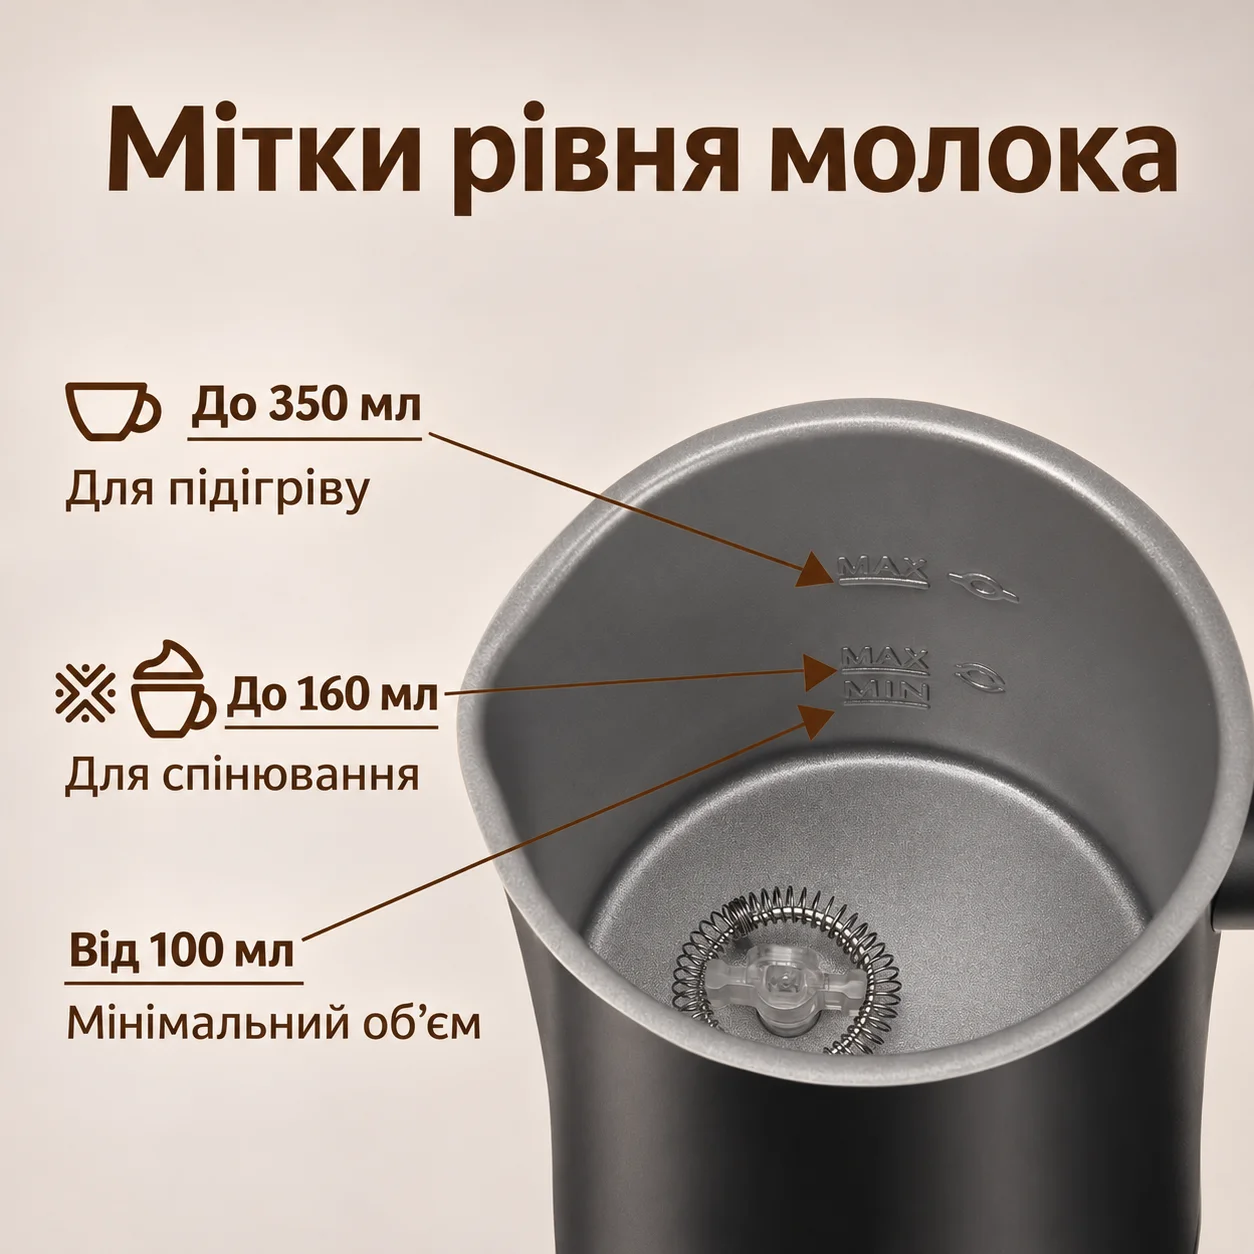 Мітки рівня молока
До 350 мл
Для підігріву
MAX
До 160 мл
Для спінювання
MAX
MIN
Від 100 мл
Мінімальний об’єм